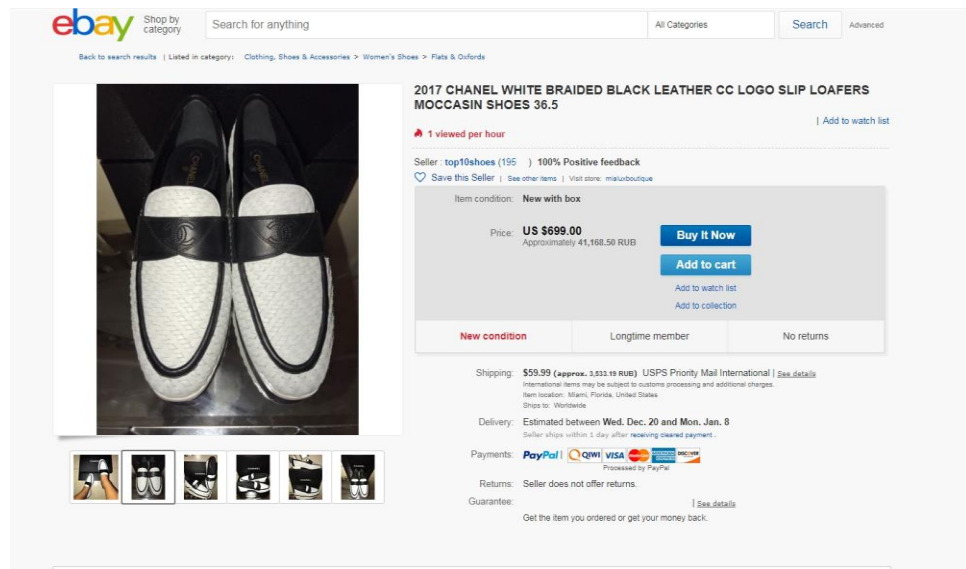 ebay
Shop by
category
Search for anything
All Categories
Search
Advanced
Back to search results | Listed in category: Clothing, Shoes & Accessories > Women's Shoes > Flats & Oxfords
2017 CHANEL WHITE BRAIDED BLACK LEATHER CC LOGO SLIP LOAFERS
MOCCASIN SHOES 36.5
| Add to watch list
1 viewed per hour
Seller : top10shoes (195 ) 100% Positive feedback
Save this Seller | See other items | Visit store: mialuxboutique
Item condition: New with box
Price: US $699.00
Approximately 41,168.50 RUB
Buy It Now
Add to cart
Add to watch list
Add to collection
New condition
Longtime member
No returns
Shipping: $59.99 (approx. 3,533.19 RUB) USPS Priority Mail International | See details
International items may be subject to customs processing and additional charges.
Item location: Miami, Florida, United States
Ships to: Worldwide
Delivery: Estimated between Wed. Dec. 20 and Mon. Jan. 8
Seller ships within 1 day after receiving cleared payment .
Payments: PayPal | QIWI VISA DISCOVER
Processed by PayPal
Returns: Seller does not offer returns.
Guarantee: | See details
Get the item you ordered or get your money back.
CHANEL
CHANEL